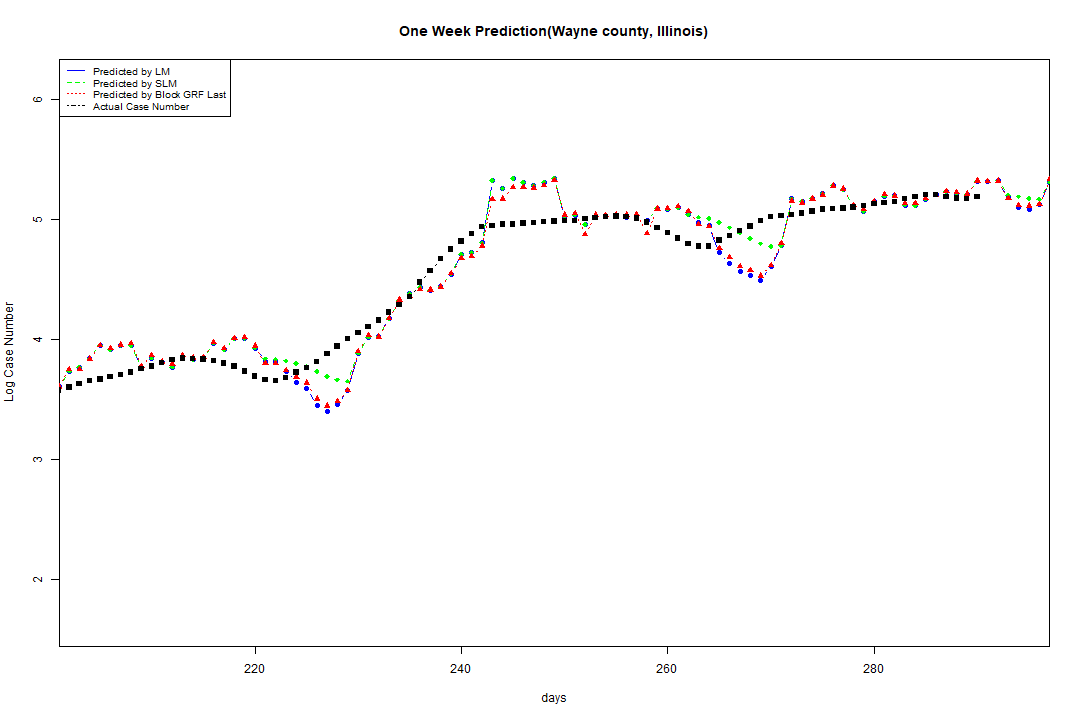 One Week Prediction(Wayne county, Illinois)
Predicted by LM
Predicted by SLM
Predicted by Block GRF Last
Actual Case Number
6
5
4
3
2
Log Case Number
220 240 260 280
days